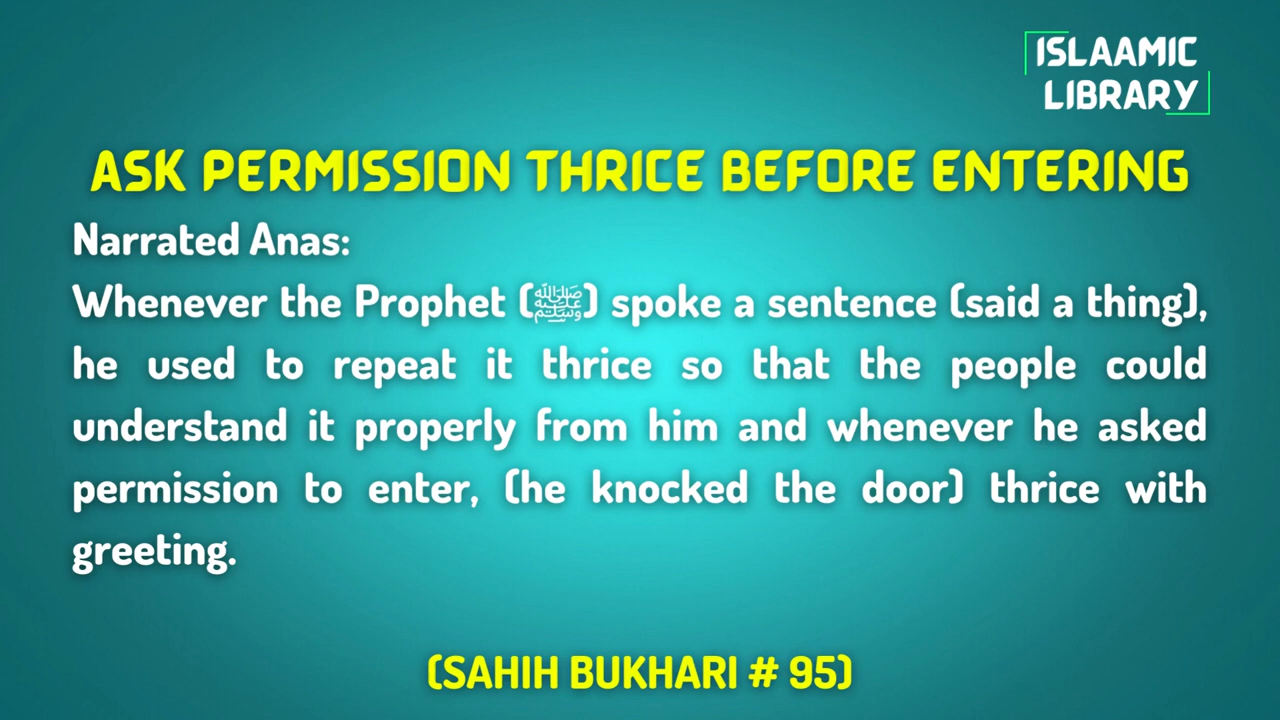 ISLAAMIC
LIBRARY
ASK PERMISSION THRICE BEFORE ENTERING
Narrated Anas:
Whenever the Prophet (ﷺ) spoke a sentence (said a thing),
he used to repeat it thrice so that the people could
understand it properly from him and whenever he asked
permission to enter, (he knocked the door) thrice with
greeting.
(SAHIH BUKHARI # 95)